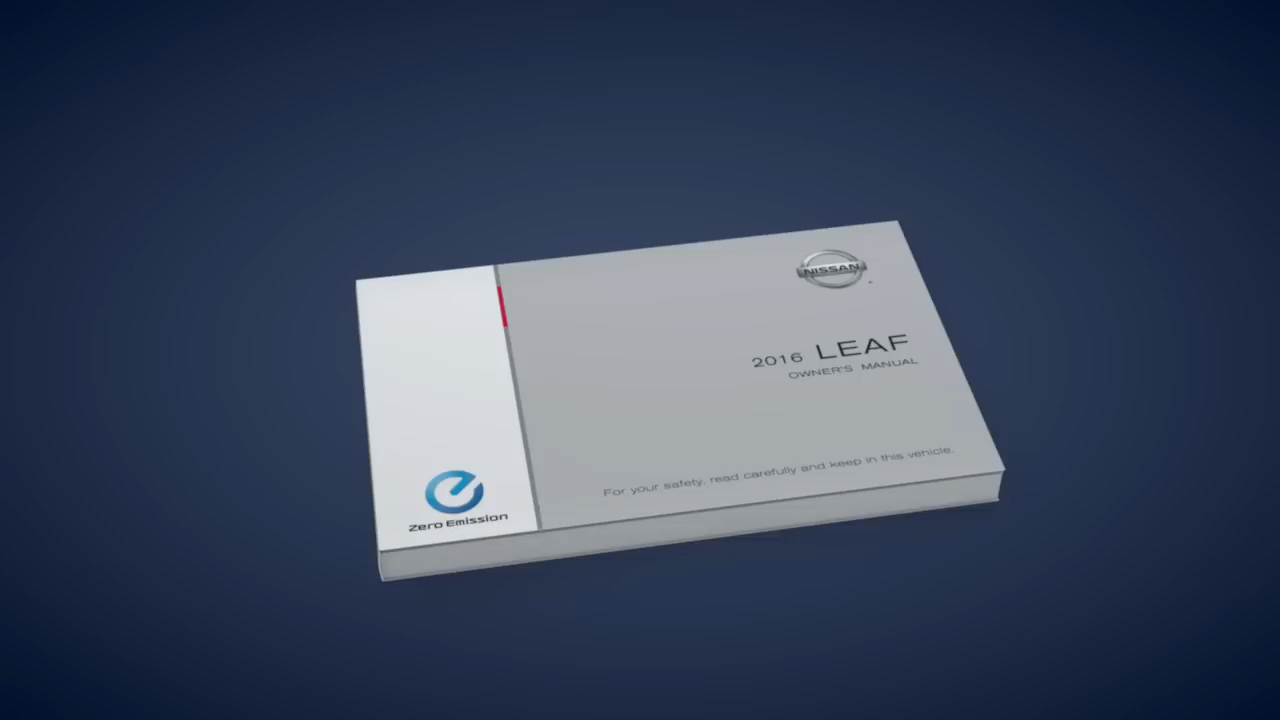 NISSAN
2016 LEAF
OWNER'S MANUAL
For your safety, read carefully and keep in this vehicle.
Zero Emission